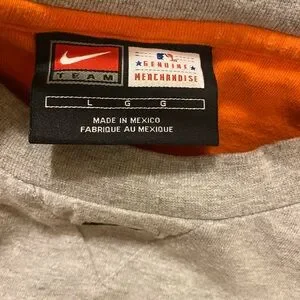 TEAM
GENUINE
MERCHANDISE
L G G
MADE IN MEXICO
FABRIQUE AU MEXIQUE